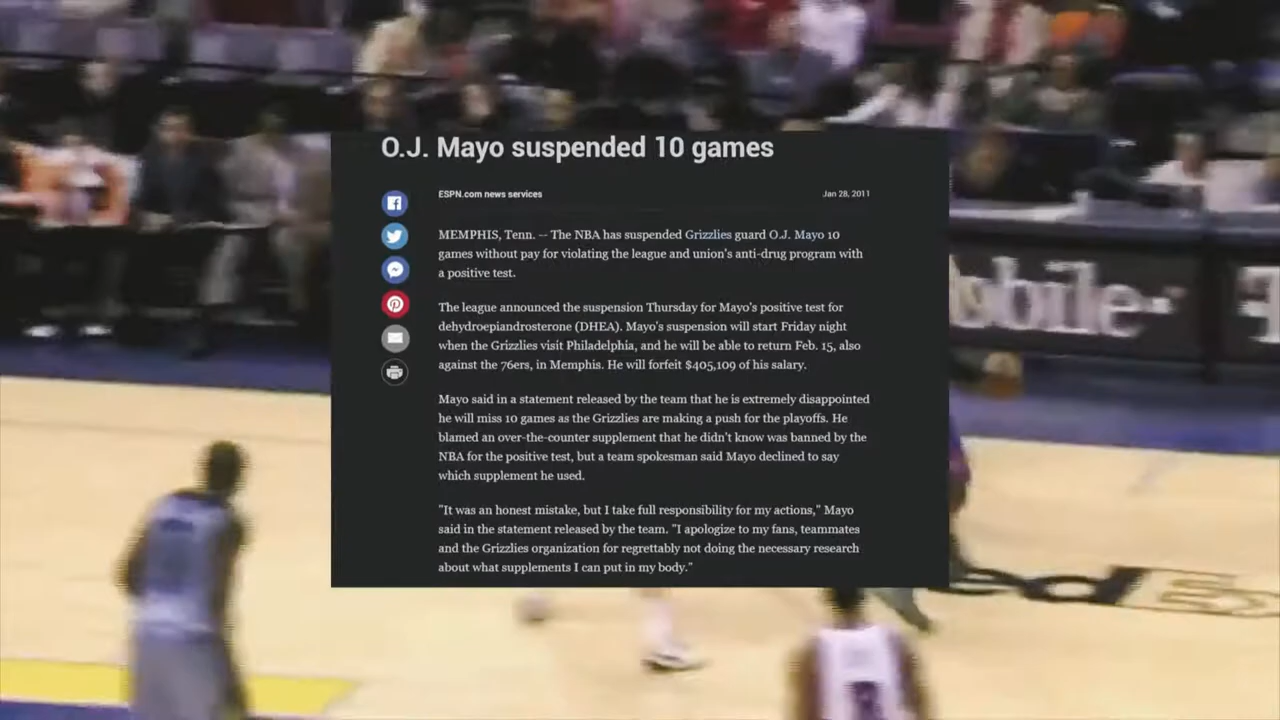 O.J. Mayo suspended 10 games
ESPN.com news services
Jan 28, 2011
MEMPHIS, Tenn. -- The NBA has suspended Grizzlies guard O.J. Mayo 10
games without pay for violating the league and union's anti-drug program with
a positive test.
The league announced the suspension Thursday for Mayo's positive test for
dehydroepiandrosterone (DHEA). Mayo's suspension will start Friday night
when the Grizzlies visit Philadelphia, and he will be able to return Feb. 15, also
against the 76ers, in Memphis. He will forfeit $405,109 of his salary.
Mayo said in a statement released by the team that he is extremely disappointed
he will miss 10 games as the Grizzlies are making a push for the playoffs. He
blamed an over-the-counter supplement that he didn't know was banned by the
NBA for the positive test, but a team spokesman said Mayo declined to say
which supplement he used.
"It was an honest mistake, but I take full responsibility for my actions," Mayo
said in the statement released by the team. "I apologize to my fans, teammates
and the Grizzlies organization for regrettably not doing the necessary research
about what supplements I can put in my body."